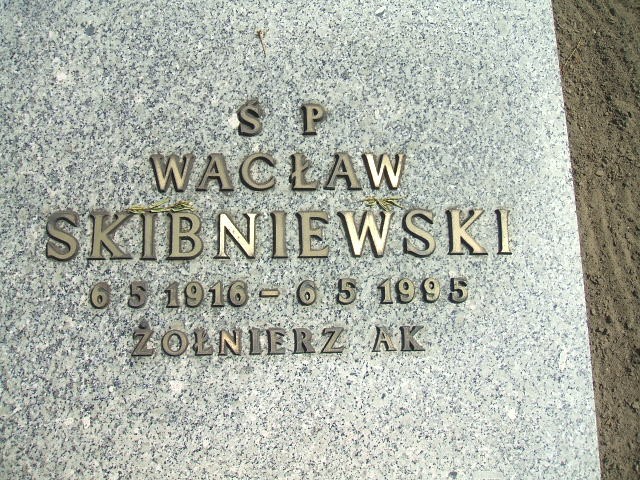 Ś P
WACŁAW
SKIBNIEWSKI
6 5 1916 - 6 5 1995
ŻOŁNIERZ AK